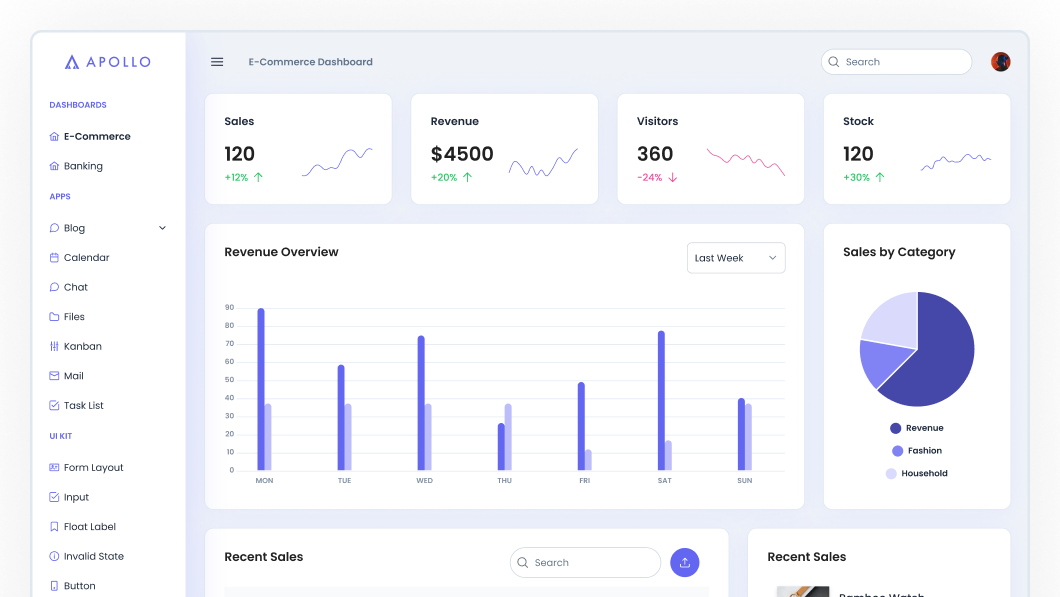 APOLLO
E-Commerce Dashboard
Search
DASHBOARDS
E-Commerce
Banking
APPS
Blog
Calendar
Chat
Files
Kanban
Mail
Task List
UI KIT
Form Layout
Input
Float Label
Invalid State
Button
Sales
120
+12%
Revenue
$4500
+20%
Visitors
360
-24%
Stock
120
+30%
Revenue Overview
Last Week
90
80
70
60
50
40
30
20
10
0
MON TUE WED THU FRI SAT SUN
Sales by Category
Revenue
Fashion
Household
Recent Sales
Search
Recent Sales
Bamboo Watch